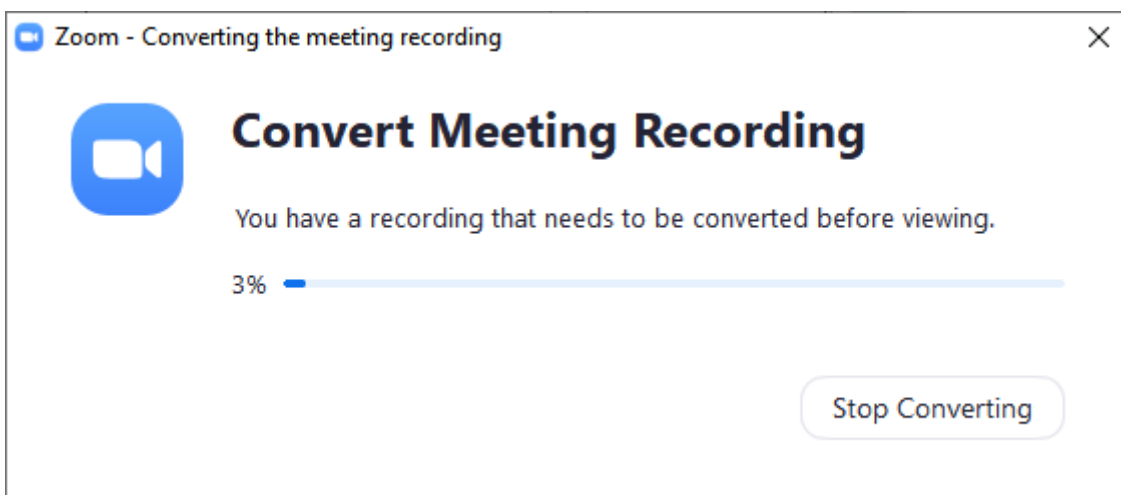 Zoom - Converting the meeting recording
Convert Meeting Recording
You have a recording that needs to be converted before viewing.
3%
Stop Converting